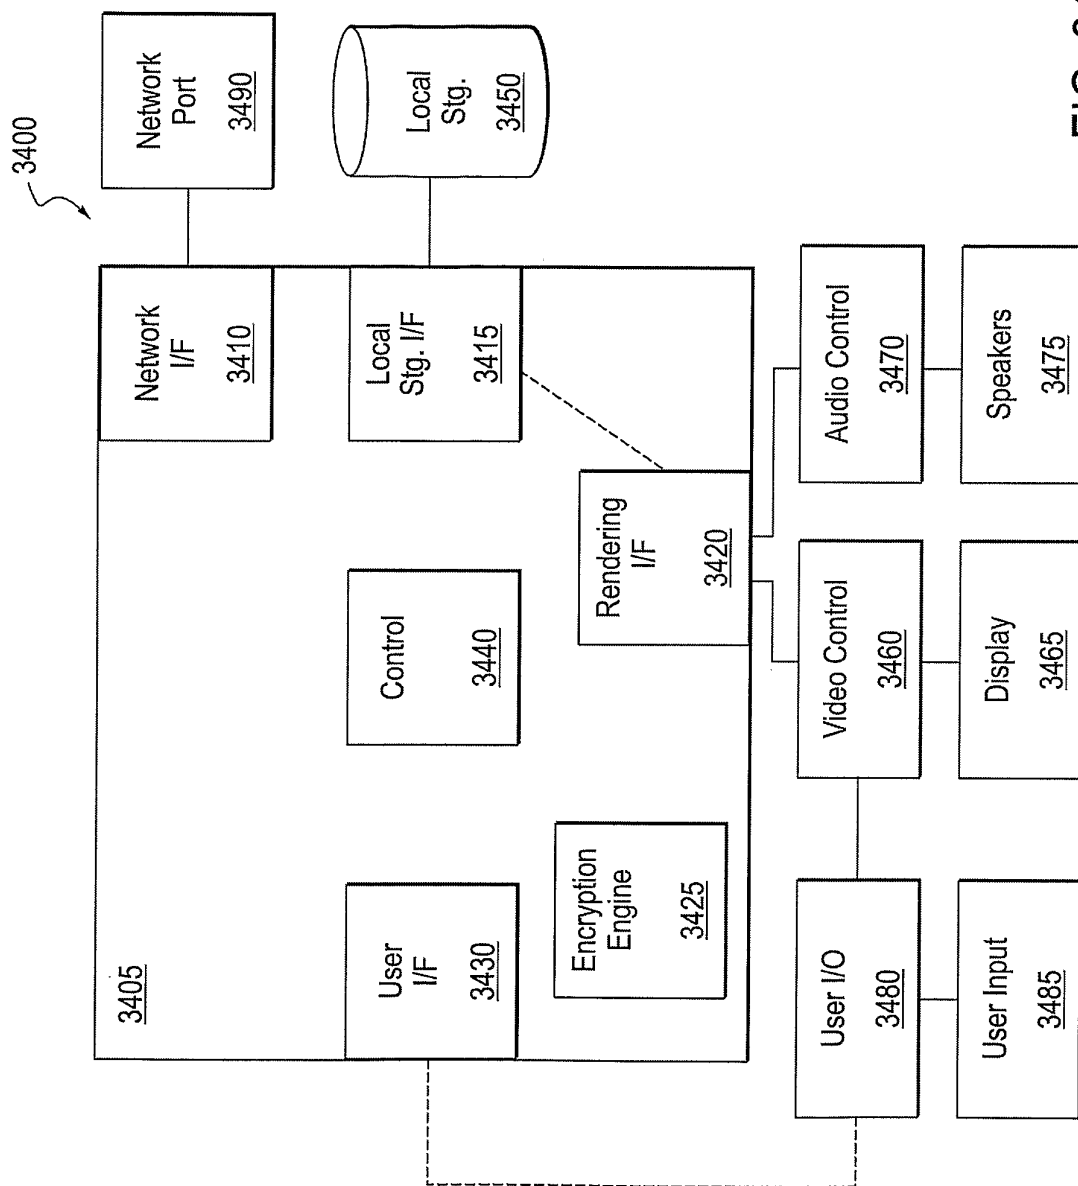 3400
3405
Network
I/F
3410
Network
Port
3490
User
I/F
3430
Control
3440
Local
Stg. I/F
3415
Local
Stg.
3450
Encryption
Engine
3425
Rendering
I/F
3420
User I/O
3480
Video Control
3460
Audio Control
3470
User Input
3485
Display
3465
Speakers
3475
FIG.